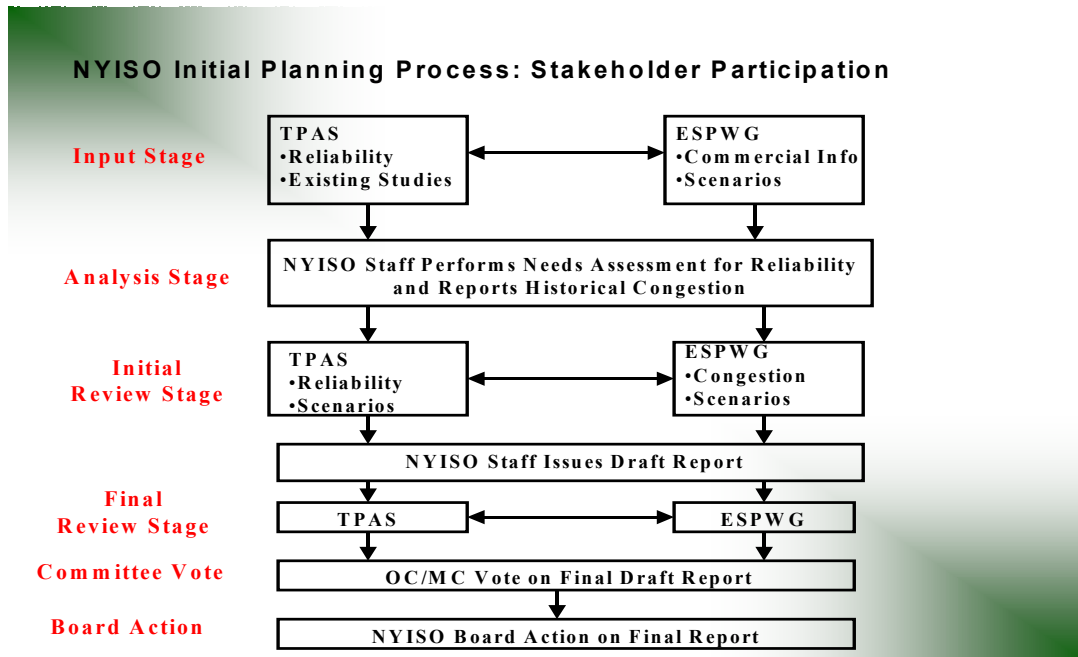 NYISO Initial Planning Process: Stakeholder Participation
Input Stage
TPAS
•Reliability
•Existing Studies
ESPWG
•Commercial Info
•Scenarios
Analysis Stage
NYISO Staff Performs Needs Assessment for Reliability
and Reports Historical Congestion
Initial
Review Stage
TPAS
•Reliability
•Scenarios
ESPWG
•Congestion
•Scenarios
NYISO Staff Issues Draft Report
Final
Review Stage
TPAS
ESPWG
Committee Vote
OC/MC Vote on Final Draft Report
Board Action
NYISO Board Action on Final Report